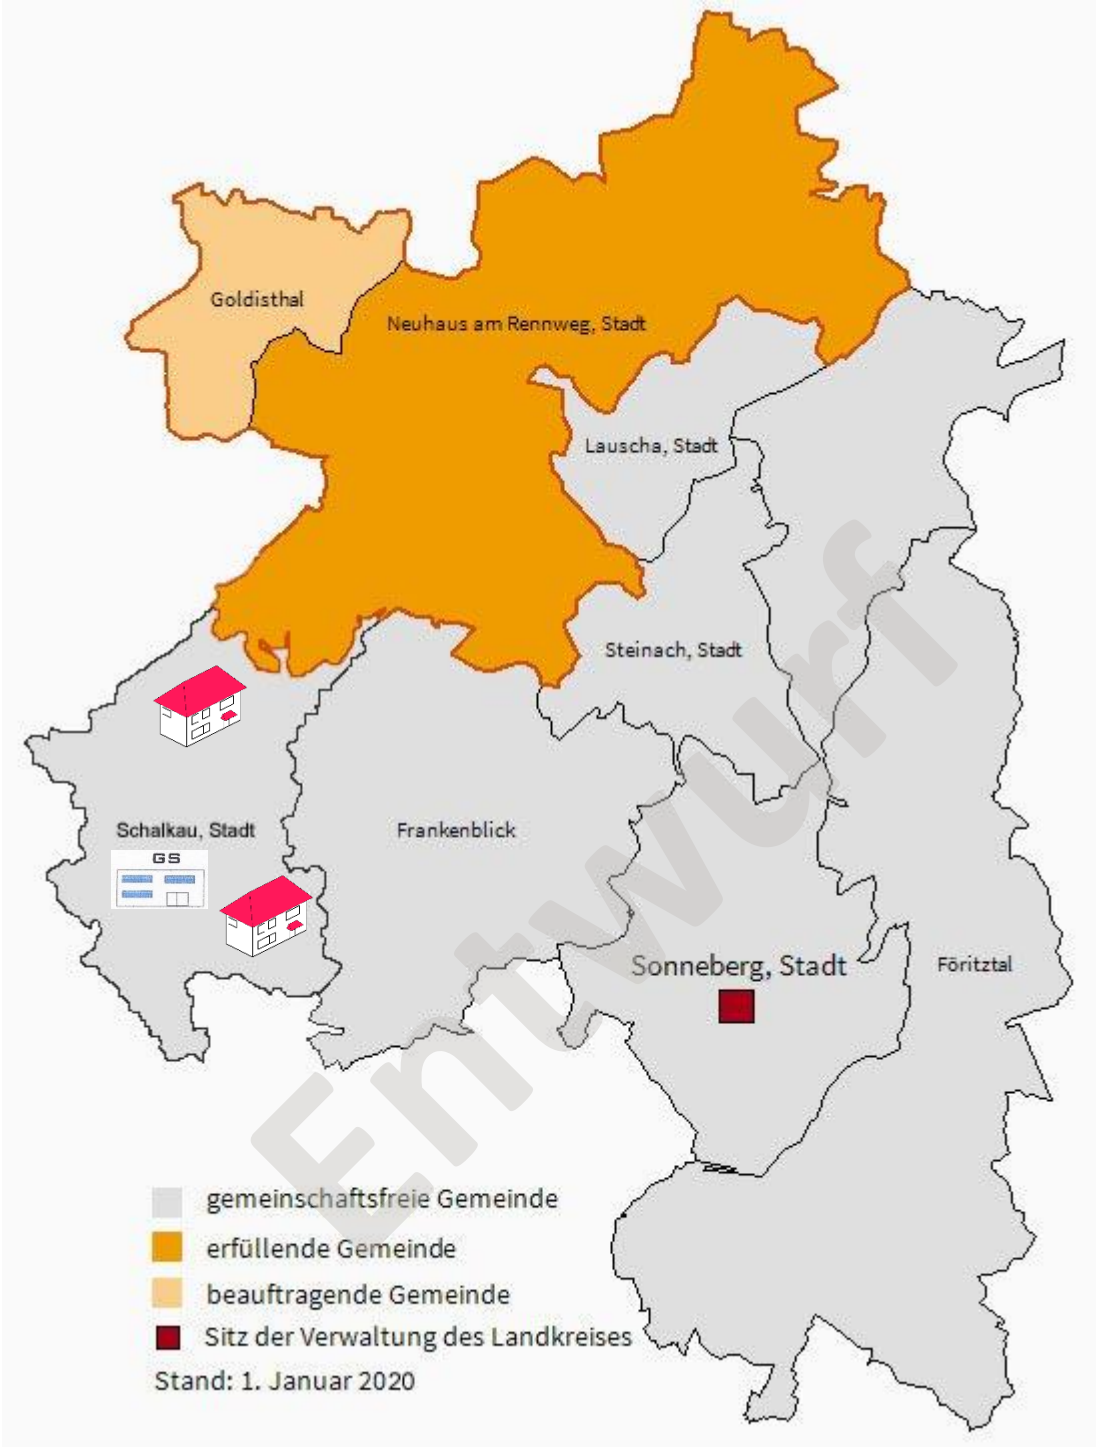 Goldisthal
Neuhaus am Rennweg, Stadt
Lauscha, Stadt
Steinach, Stadt
Schalkau, Stadt
Frankenblick
GS
Sonneberg, Stadt
Föritztal
Entwurf
gemeinschaftsfreie Gemeinde
erfüllende Gemeinde
beauftragende Gemeinde
Sitz der Verwaltung des Landkreises
Stand: 1. Januar 2020